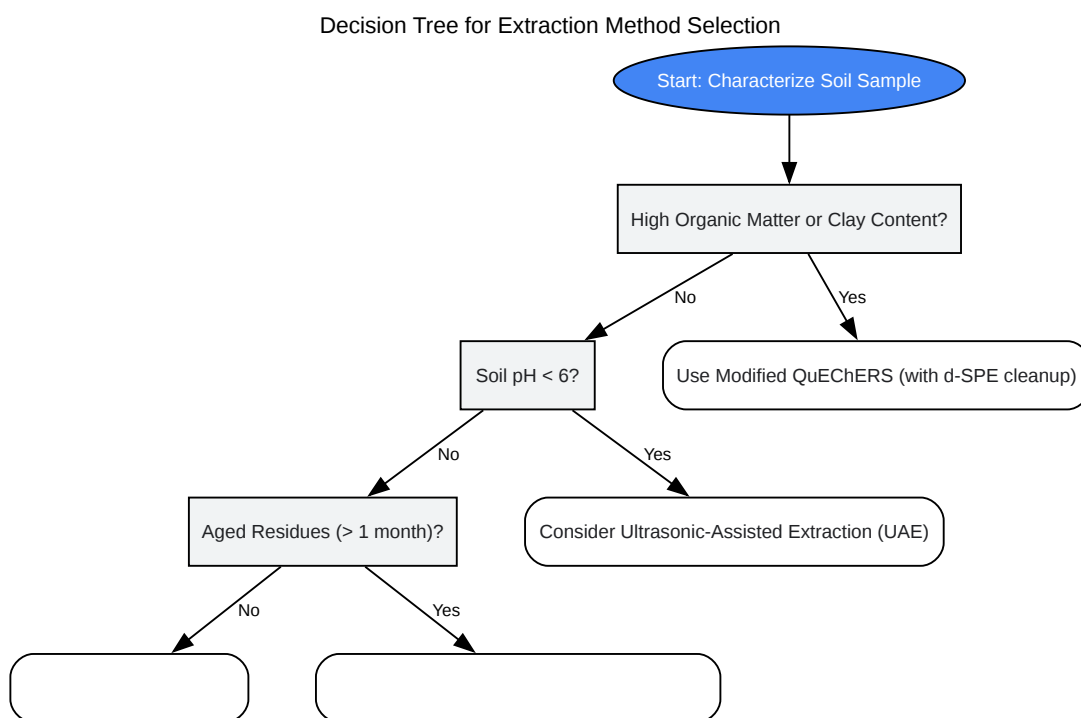 Decision Tree for Extraction Method Selection
Start: Characterize Soil Sample
High Organic Matter or Clay Content?
No
Yes
Soil pH < 6?
Use Modified QuEChERS (with d-SPE cleanup)
No
Yes
Aged Residues (> 1 month)?
Consider Ultrasonic-Assisted Extraction (UAE)
No
Yes